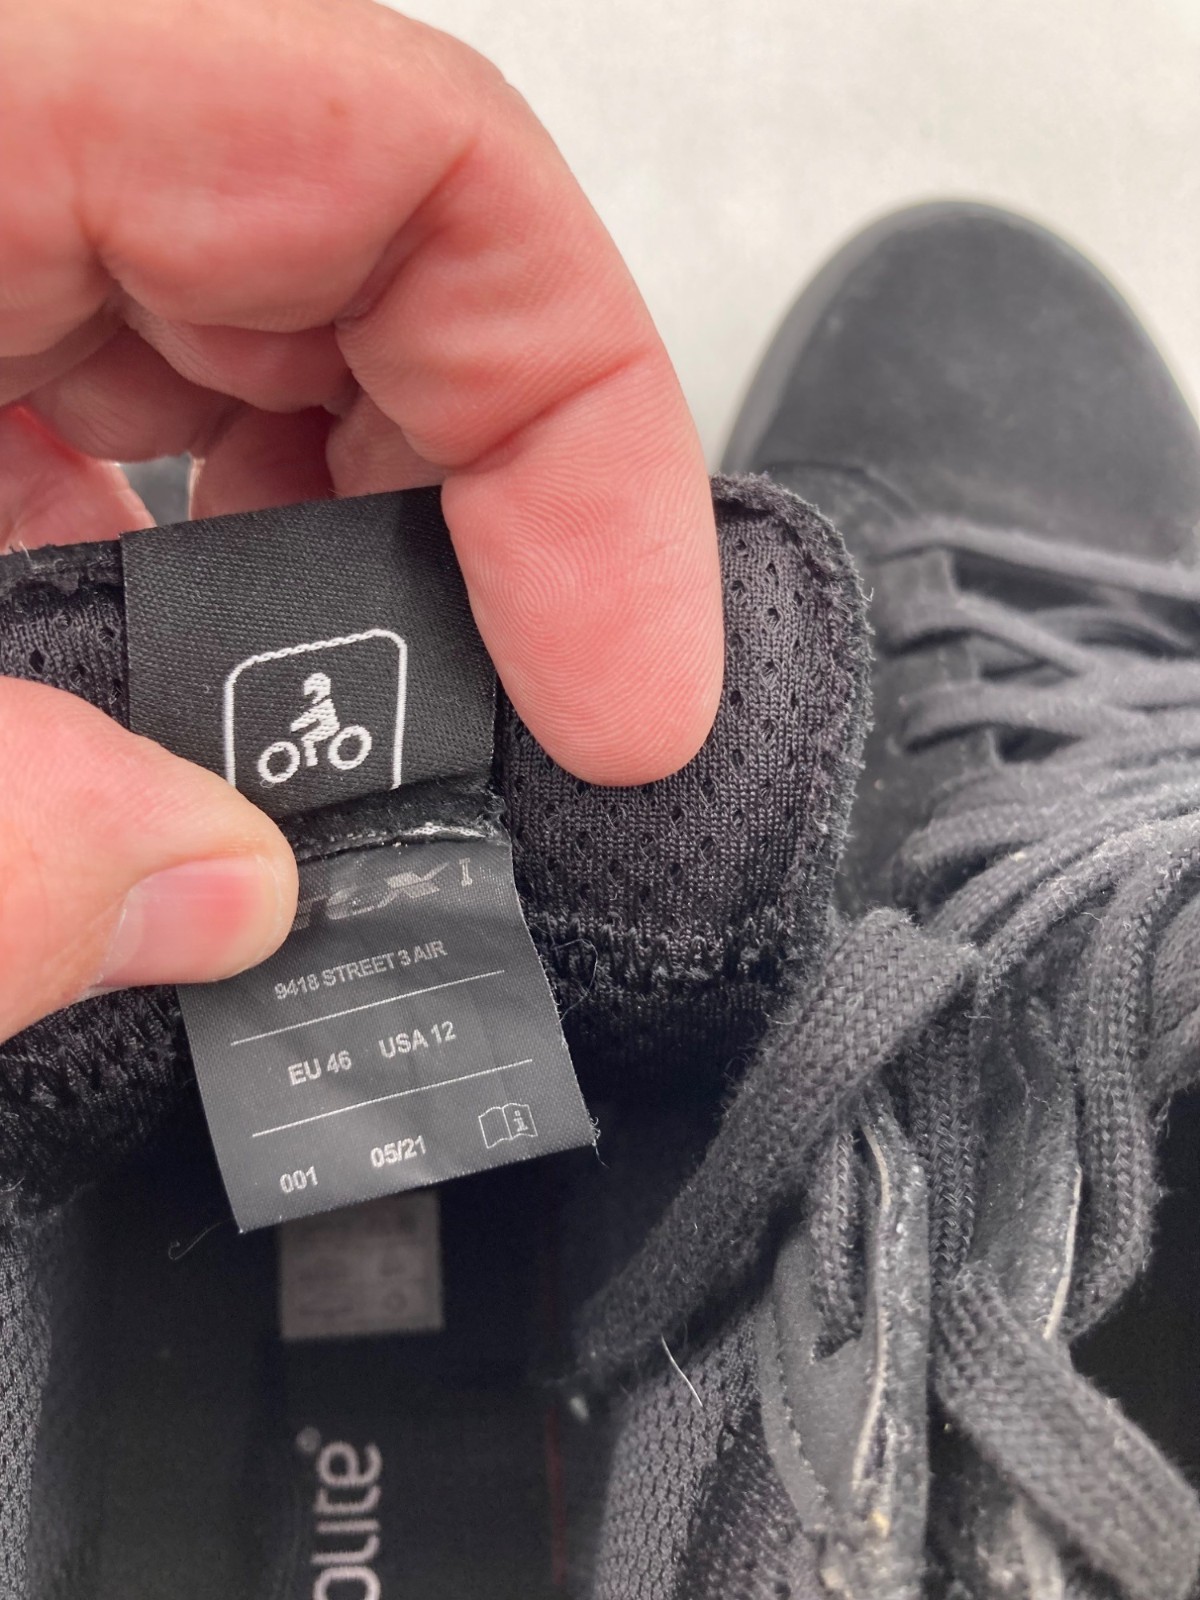 9418 STREET 3 AIR
EU 46 USA 12
001 05/21